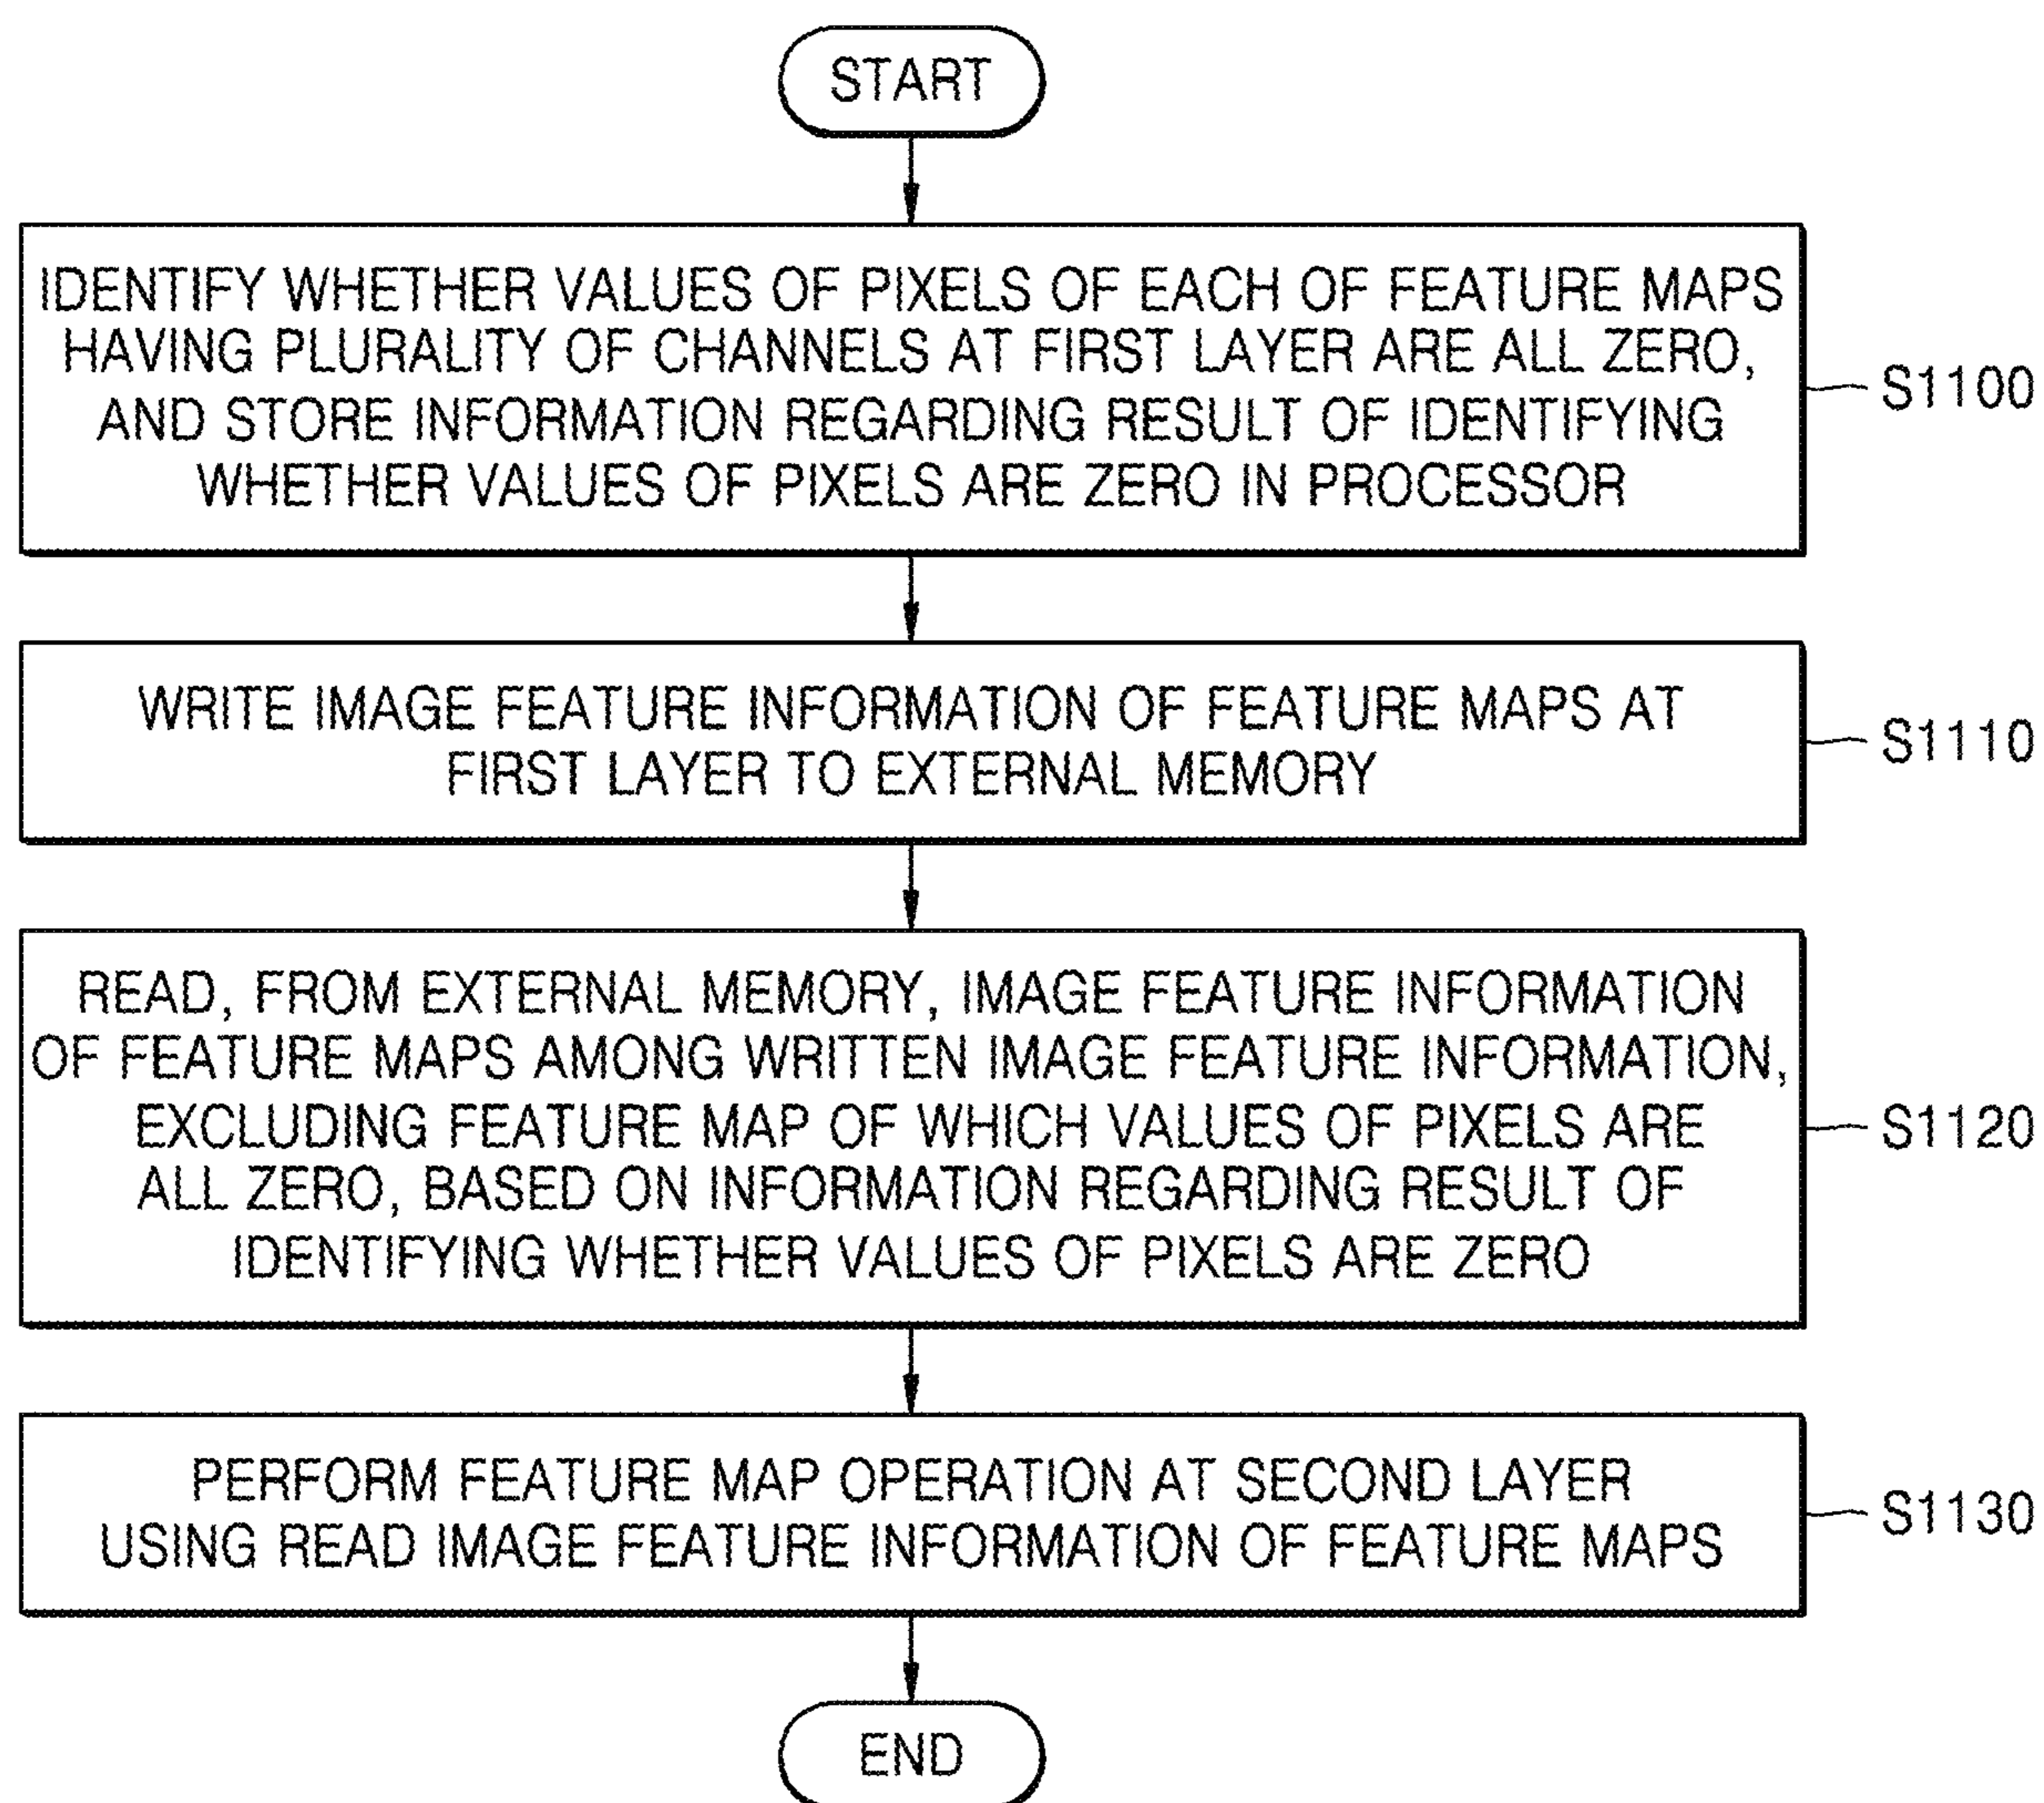 START
IDENTIFY WHETHER VALUES OF PIXELS OF EACH OF FEATURE MAPS
HAVING PLURALITY OF CHANNELS AT FIRST LAYER ARE ALL ZERO,
AND STORE INFORMATION REGARDING RESULT OF IDENTIFYING
WHETHER VALUES OF PIXELS ARE ZERO IN PROCESSOR
S1100
WRITE IMAGE FEATURE INFORMATION OF FEATURE MAPS AT
FIRST LAYER TO EXTERNAL MEMORY
S1110
READ, FROM EXTERNAL MEMORY, IMAGE FEATURE INFORMATION
OF FEATURE MAPS AMONG WRITTEN IMAGE FEATURE INFORMATION,
EXCLUDING FEATURE MAP OF WHICH VALUES OF PIXELS ARE
ALL ZERO, BASED ON INFORMATION REGARDING RESULT OF
IDENTIFYING WHETHER VALUES OF PIXELS ARE ZERO
S1120
PERFORM FEATURE MAP OPERATION AT SECOND LAYER
USING READ IMAGE FEATURE INFORMATION OF FEATURE MAPS
S1130
END